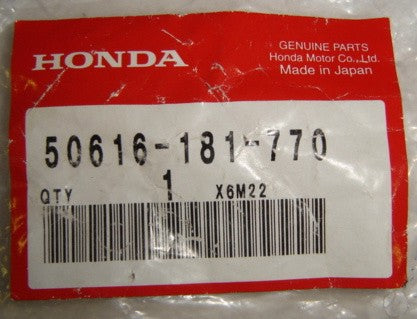 HONDA
GENUINE PARTS
Honda Motor Co., Ltd.
Made in Japan
50616-181-770
QTY 1 X6M22